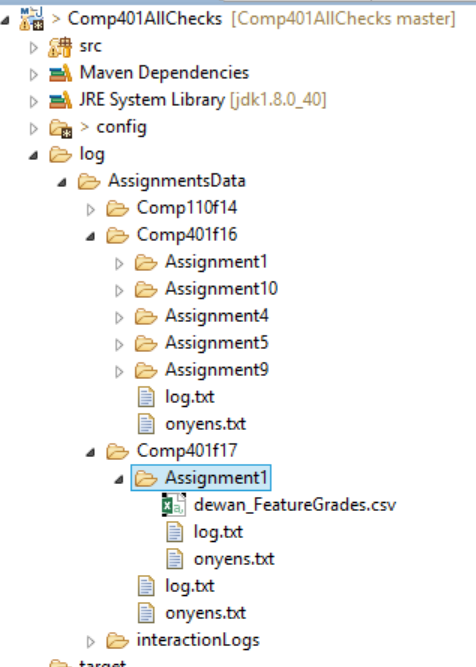 > Comp401AllChecks [Comp401AllChecks master]
src
Maven Dependencies
JRE System Library [jdk1.8.0_40]
> config
log
AssignmentsData
Comp110f14
Comp401f16
Assignment1
Assignment10
Assignment4
Assignment5
Assignment9
log.txt
onyens.txt
Comp401f17
Assignment1
dewan_FeatureGrades.csv
log.txt
onyens.txt
log.txt
onyens.txt
interactionLogs
target